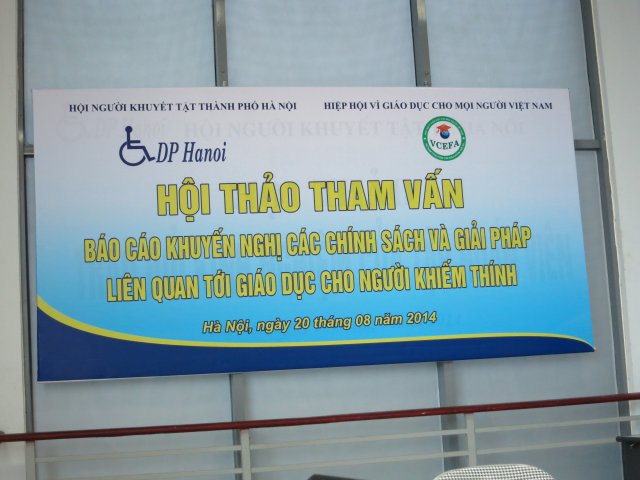 HỘI NGƯỜI KHUYẾT TẬT THÀNH PHỐ HÀ NỘI
HIỆP HỘI VÌ GIÁO DỤC CHO MỌI NGƯỜI VIỆT NAM
DP Hanoi
VCEFA
HỘI THẢO THAM VẤN
BÁO CÁO KHUYẾN NGHỊ CÁC CHÍNH SÁCH VÀ GIẢI PHÁP
LIÊN QUAN TỚI GIÁO DỤC CHO NGƯỜI KHIẾM THÍNH
Hà Nội, ngày 20 tháng 08 năm 2014